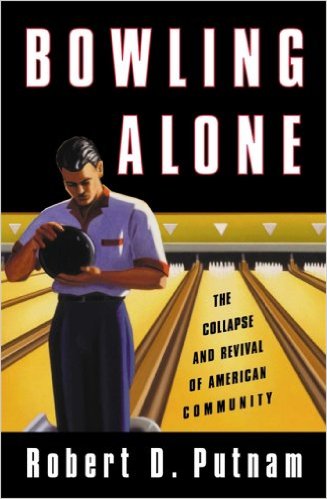 BOWLING
ALONE
THE
COLLAPSE
AND REVIVAL
OF AMERICAN
COMMUNITY
Robert D. Putnam